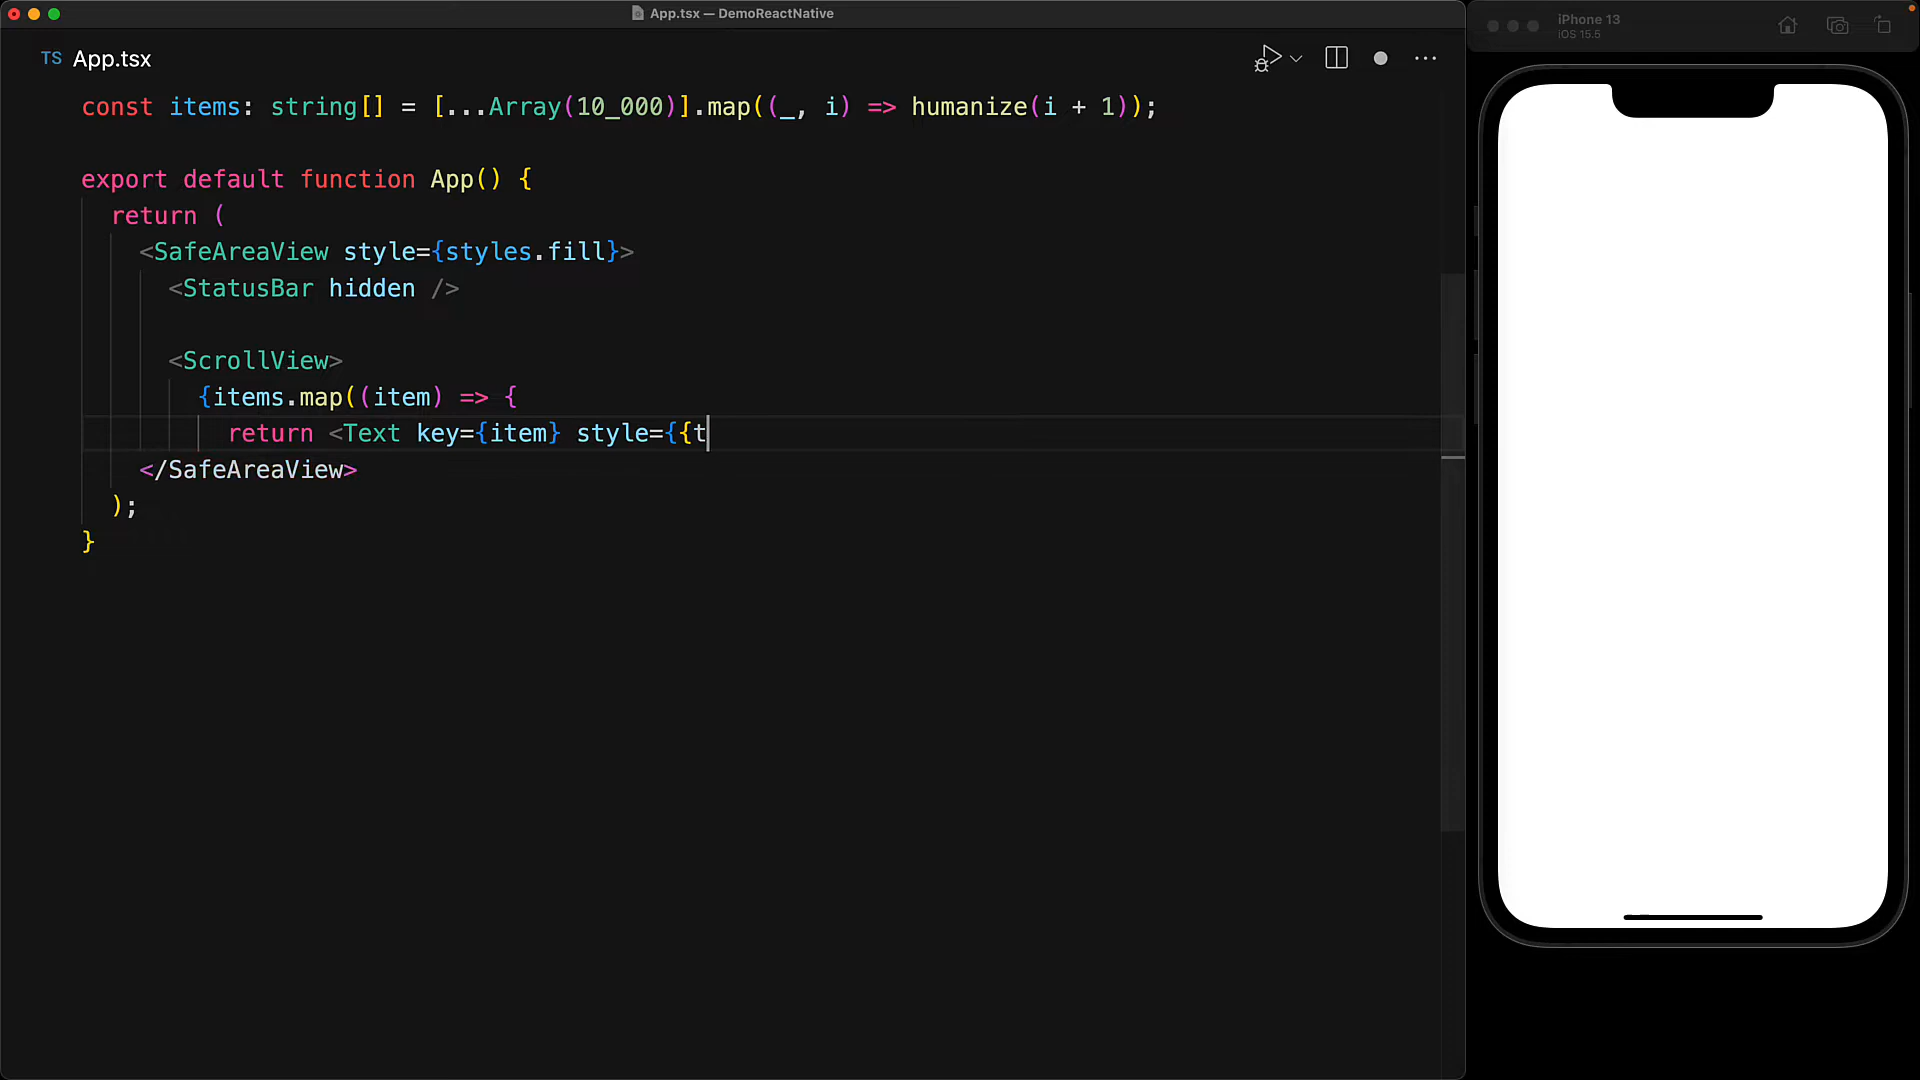 App.tsx — DemoReactNative
TS App.tsx
const items: string[] = [...Array(10_000)].map((_, i) => humanize(i + 1));
export default function App() {
return (
<SafeAreaView style={styles.fill}>
<StatusBar hidden />
<ScrollView>
{items.map((item) => {
return <Text key={item} style={{t
</SafeAreaView>
);
}
iPhone 13
iOS 15.5